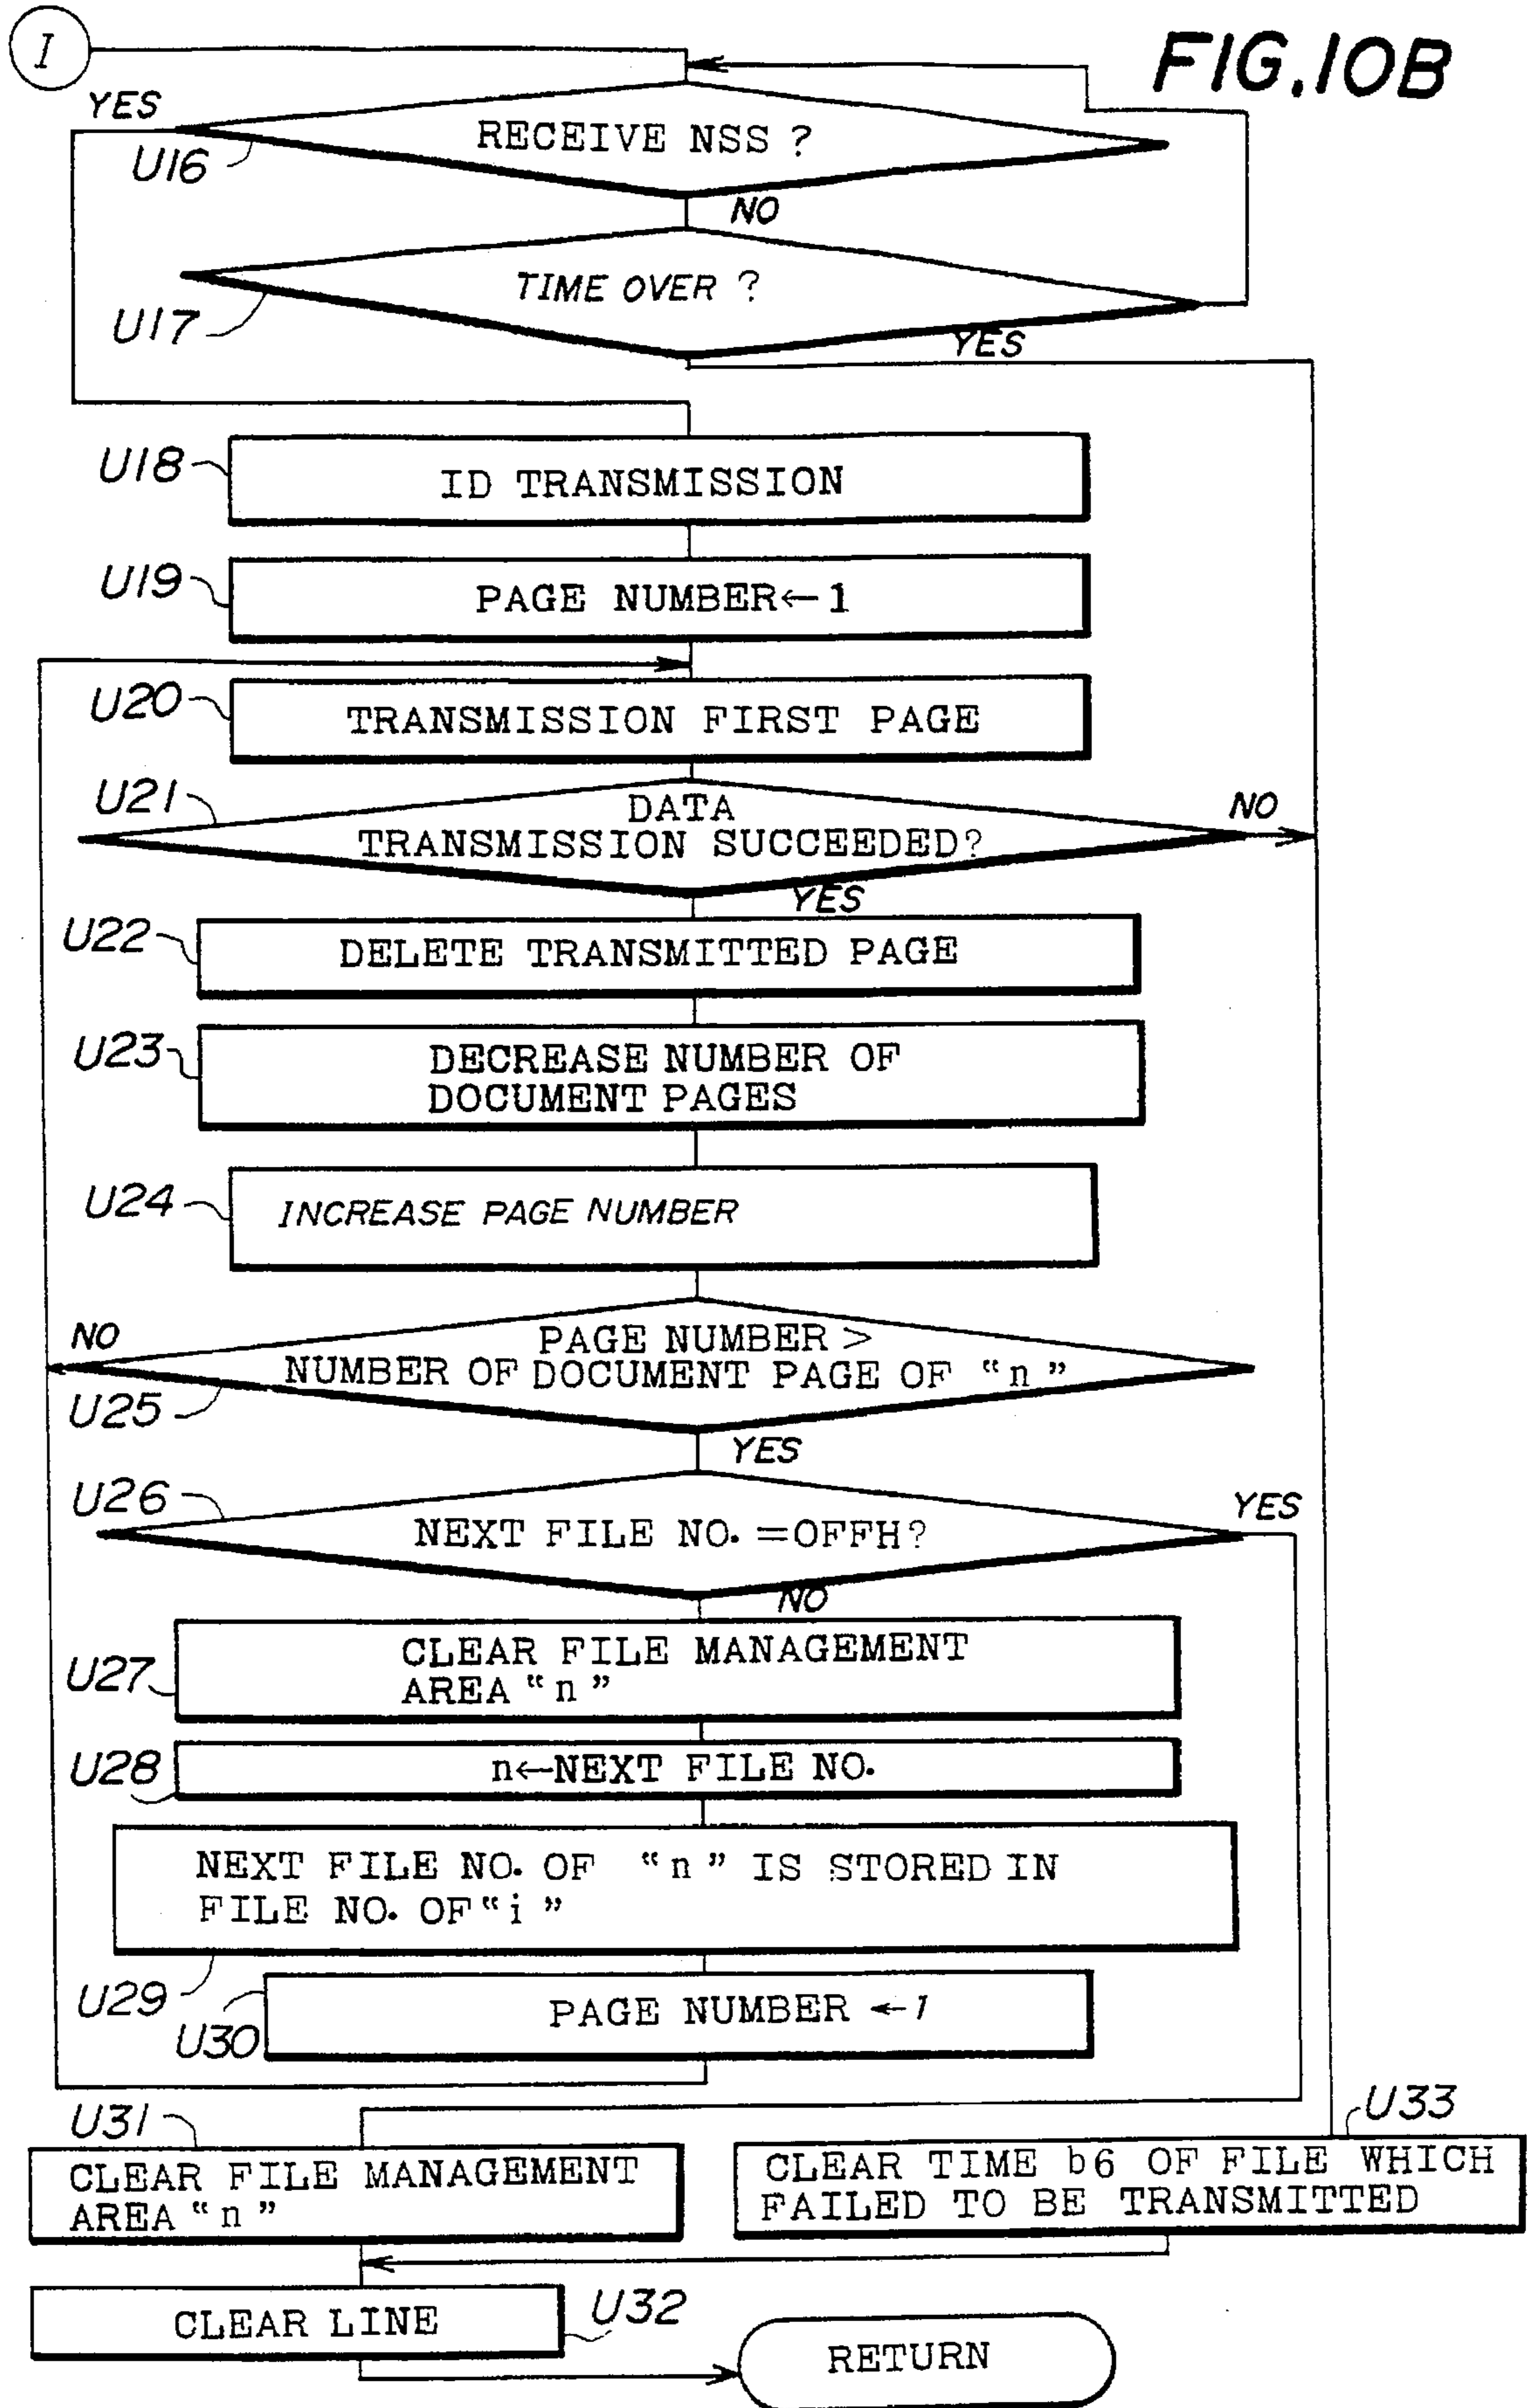 I
FIG.10B
YES
RECEIVE NSS ?
U16
NO
TIME OVER ?
U17
YES
U18
ID TRANSMISSION
U19
PAGE NUMBER←1
U20
TRANSMISSION FIRST PAGE
U21
DATA
TRANSMISSION SUCCEEDED?
NO
YES
U22
DELETE TRANSMITTED PAGE
U23
DECREASE NUMBER OF
DOCUMENT PAGES
U24
INCREASE PAGE NUMBER
NO
PAGE NUMBER >
NUMBER OF DOCUMENT PAGE OF “n”
U25
YES
U26
YES
NEXT FILE NO. =OFFH?
NO
U27
CLEAR FILE MANAGEMENT
AREA “n”
U28
n←NEXT FILE NO.
NEXT FILE NO. OF “n” IS STORED IN
FILE NO. OF “i”
U29
U30
PAGE NUMBER ←1
U31
U33
CLEAR FILE MANAGEMENT
AREA “n”
CLEAR TIME b6 OF FILE WHICH
FAILED TO BE TRANSMITTED
CLEAR LINE
U32
RETURN